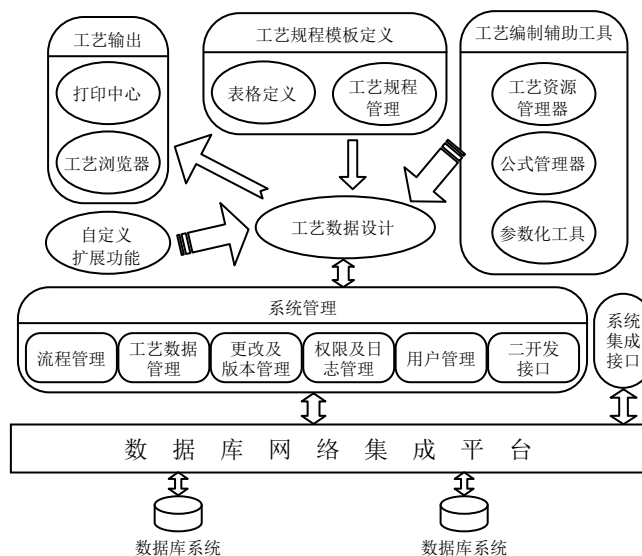 工艺输出
打印中心
工艺浏览器
工艺规程模板定义
表格定义
工艺规程
管理
工艺编制辅助工具
工艺资源
管理器
公式管理器
参数化工具
自定义
扩展功能
工艺数据设计
系统管理
流程管理
工艺数据
管理
更改及
版本管理
权限及日
志管理
用户管理
二开发
接口
系统
集成
接口
数据库网络集成平台
数据库系统
数据库系统